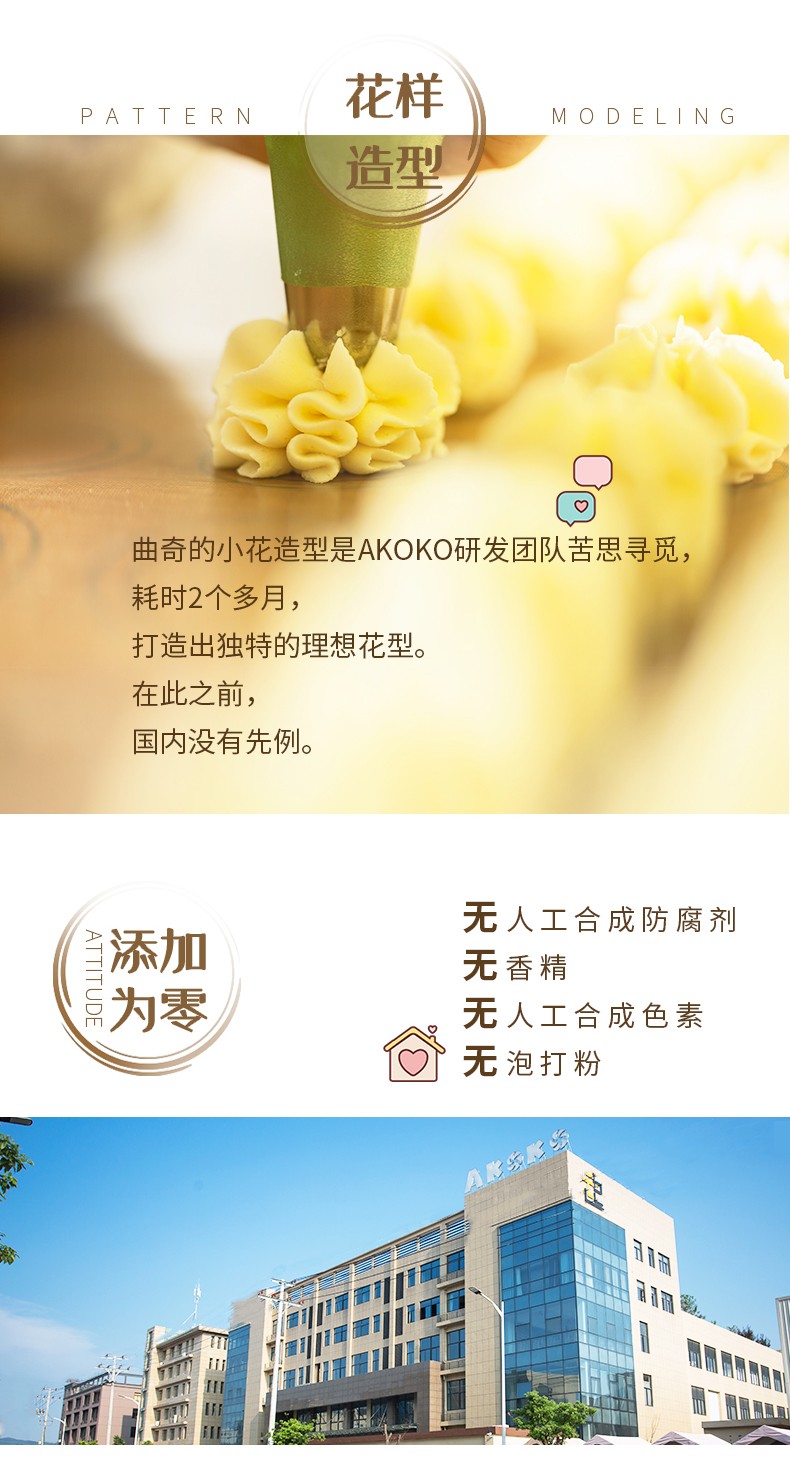 PATTERN
花样
造型
MODELING
曲奇的小花造型是AKOKO研发团队苦思寻觅，
耗时2个多月，
打造出独特的理想花型。
在此之前，
国内没有先例。
ATTITUDE
添加
为零
无人工合成防腐剂
无香精
无人工合成色素
无泡打粉
AKOKO